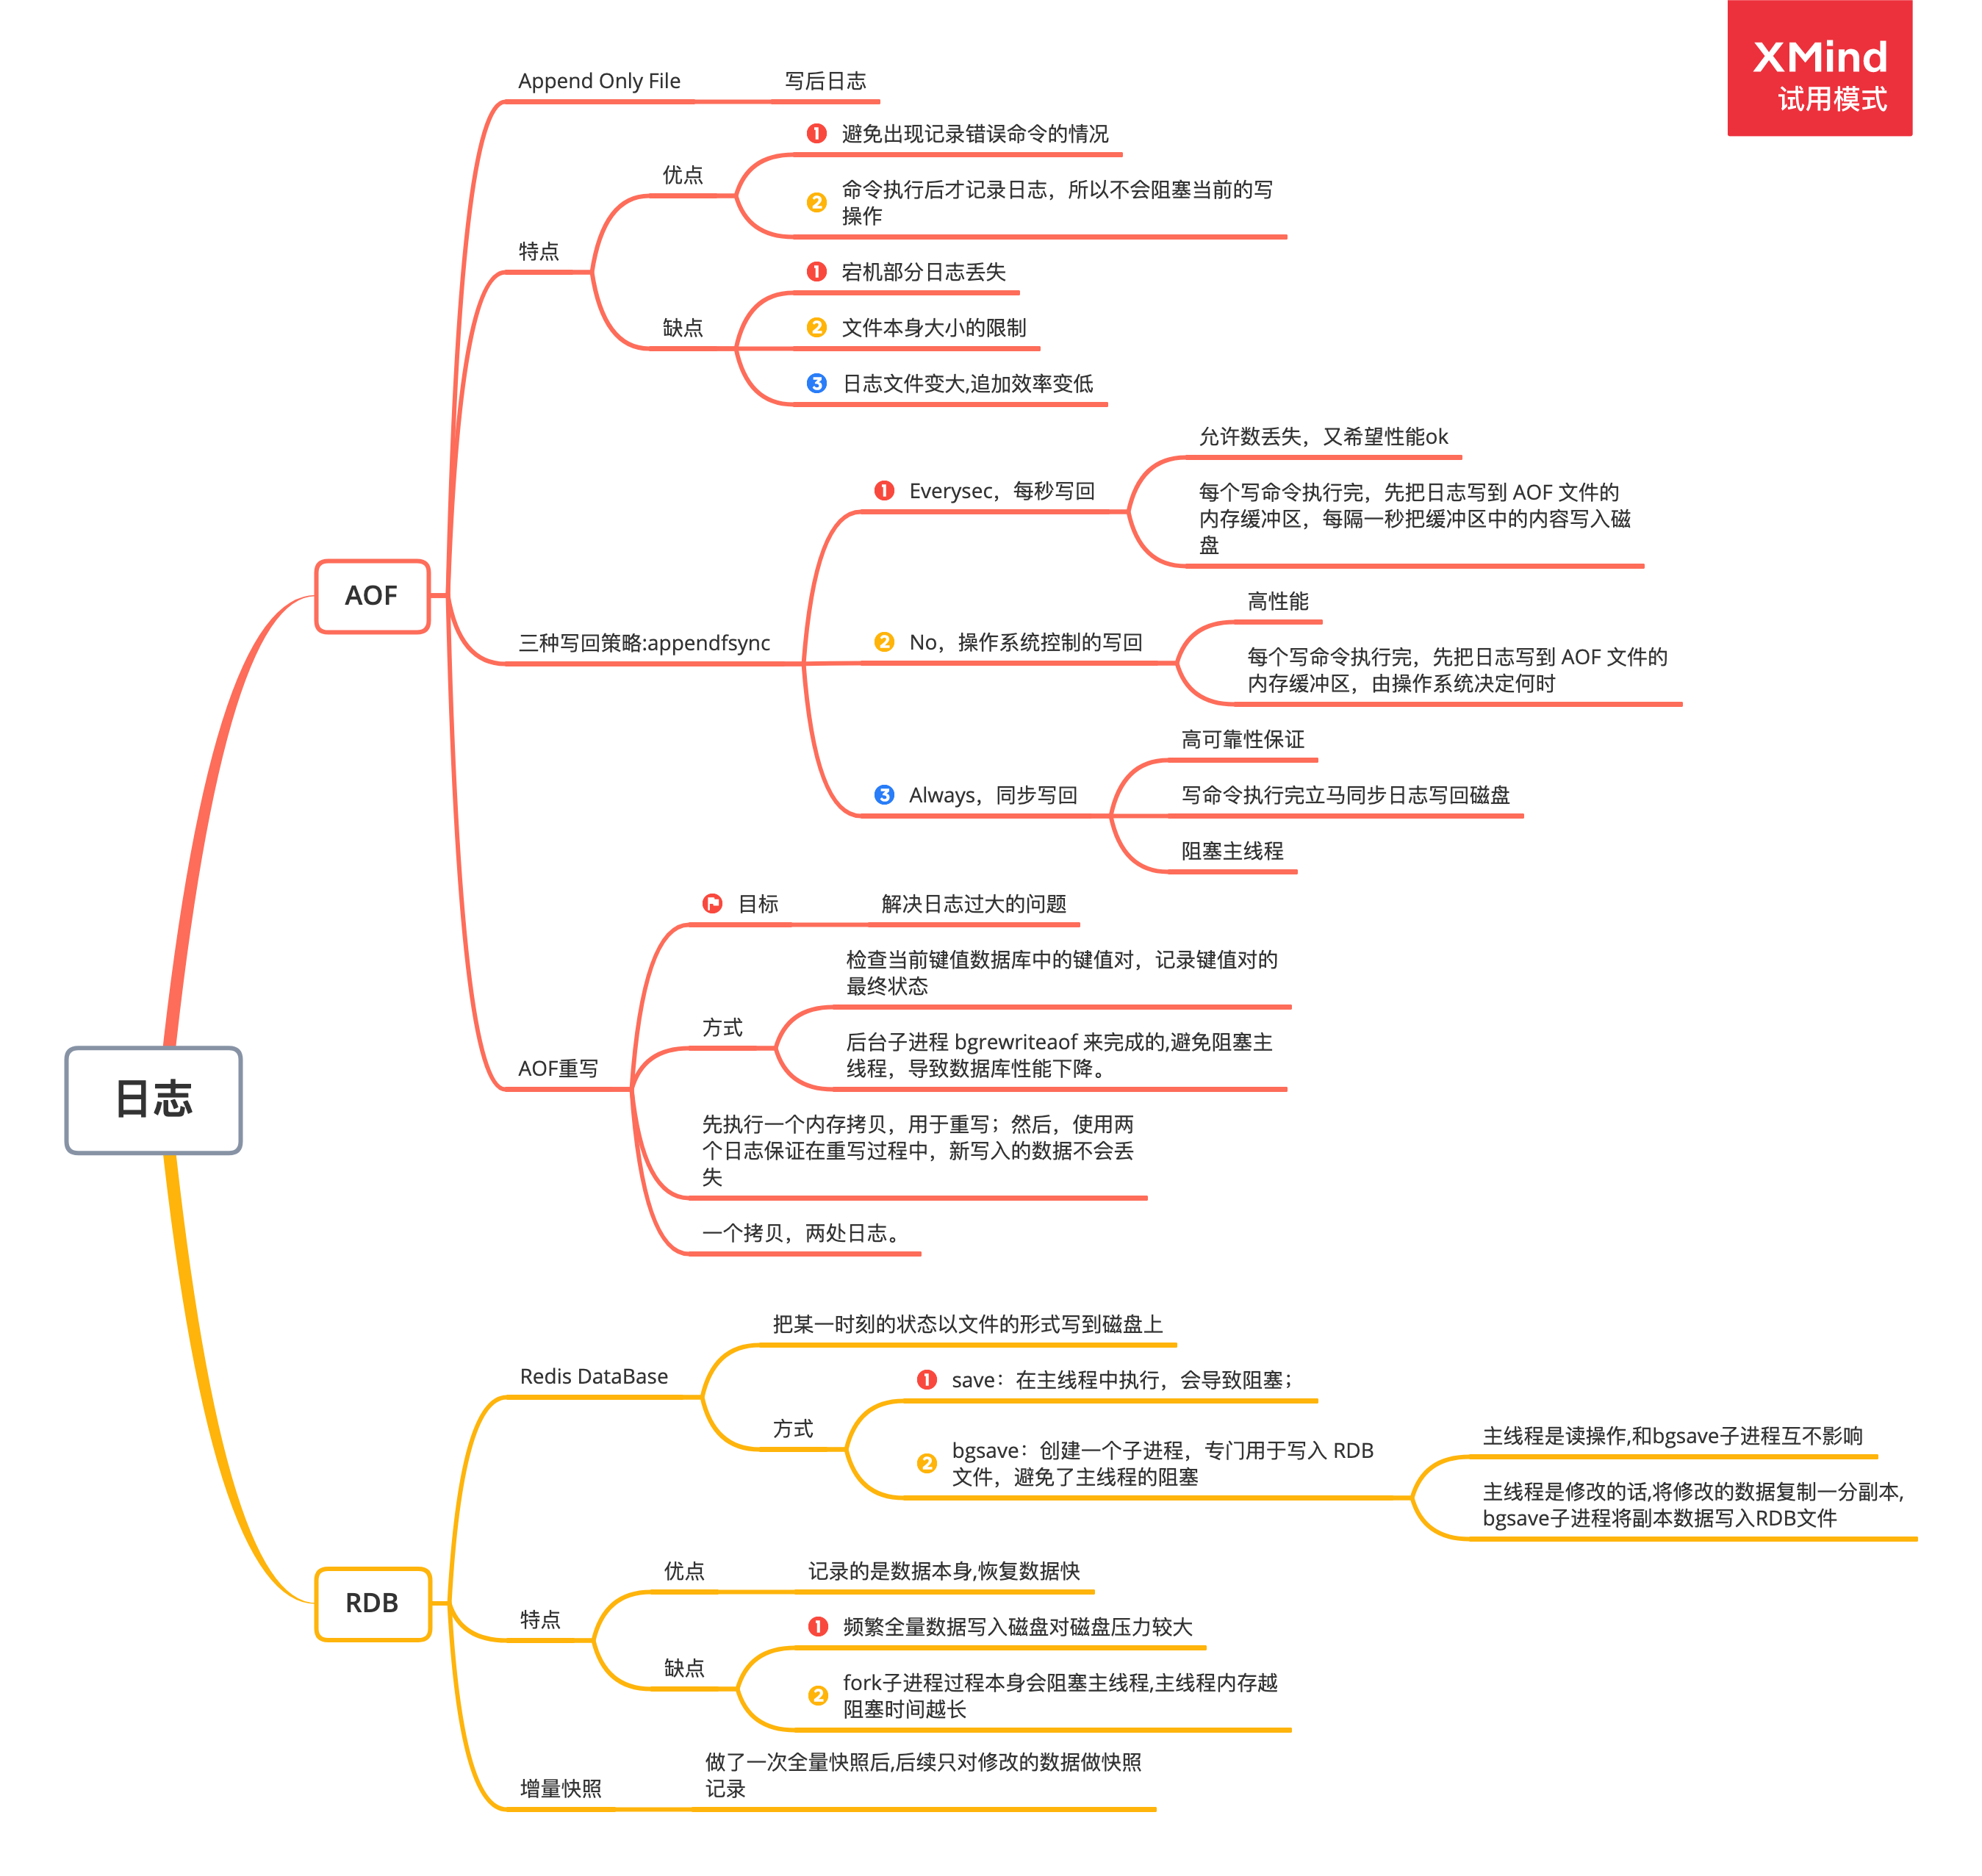 XMind
试用模式
日志
AOF
Append Only File
写后日志
特点
优点
1 避免出现记录错误命令的情况
2 命令执行后才记录日志，所以不会阻塞当前的写
操作
缺点
1 宕机部分日志丢失
2 文件本身大小的限制
3 日志文件变大,追加效率变低
三种写回策略:appendfsync
1 Everysec，每秒写回
允许数丢失，又希望性能ok
每个写命令执行完，先把日志写到 AOF 文件的
内存缓冲区，每隔一秒把缓冲区中的内容写入磁
盘
2 No，操作系统控制的写回
高性能
每个写命令执行完，先把日志写到 AOF 文件的
内存缓冲区，由操作系统决定何时
3 Always，同步写回
高可靠性保证
写命令执行完立马同步日志写回磁盘
阻塞主线程
AOF重写
目标
解决日志过大的问题
方式
检查当前键值数据库中的键值对，记录键值对的
最终状态
后台子进程 bgrewriteaof 来完成的,避免阻塞主
线程，导致数据库性能下降。
先执行一个内存拷贝，用于重写；然后，使用两
个日志保证在重写过程中，新写入的数据不会丢
失
一个拷贝，两处日志。
RDB
Redis DataBase
把某一时刻的状态以文件的形式写到磁盘上
方式
1 save：在主线程中执行，会导致阻塞；
2 bgsave：创建一个子进程，专门用于写入 RDB
文件，避免了主线程的阻塞
主线程是读操作,和bgsave子进程互不影响
主线程是修改的话,将修改的数据复制一分副本,
bgsave子进程将副本数据写入RDB文件
特点
优点
记录的是数据本身,恢复数据快
缺点
1 频繁全量数据写入磁盘对磁盘压力较大
2 fork子进程过程本身会阻塞主线程,主线程内存越
阻塞时间越长
增量快照
做了一次全量快照后,后续只对修改的数据做快照
记录